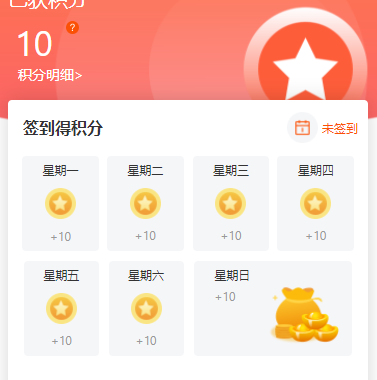 已获积分
10 ?
积分明细>
签到得积分 未签到
星期一 星期二 星期三 星期四
+10 +10 +10 +10
星期五 星期六 星期日
+10 +10 +10